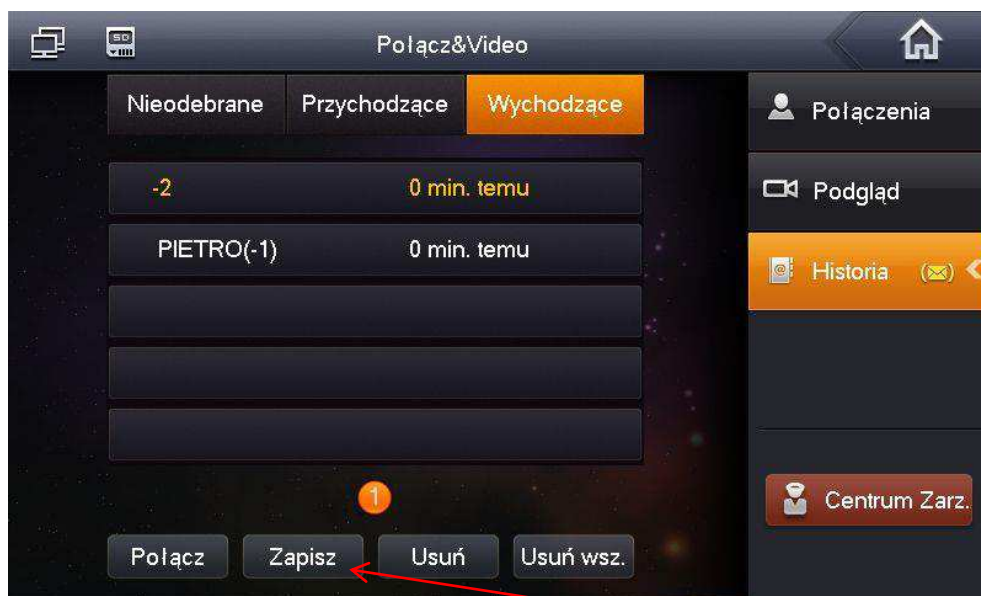 SD
Połącz&Video
Nieodebrane Przychodzące Wychodzące
-2 0 min. temu
PIETRO(-1) 0 min. temu
1
Połącz Zapisz Usuń Usuń wsz.
Połączenia
Podgląd
Historia
Centrum Zarz.